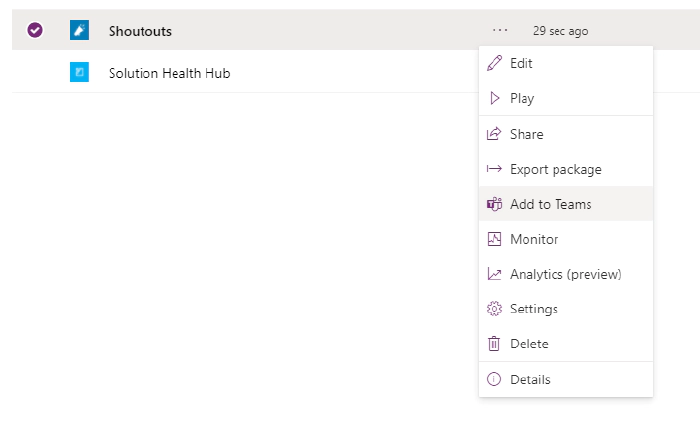 Shoutouts
... 29 sec ago
Solution Health Hub
Edit
Play
Share
Export package
Add to Teams
Monitor
Analytics (preview)
Settings
Delete
Details